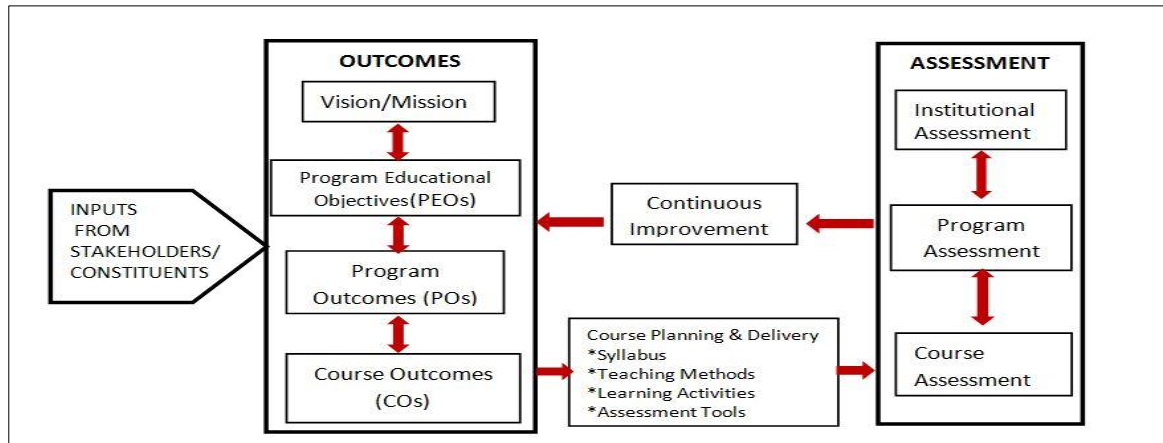 OUTCOMES
Vision/Mission
Program Educational
Objectives(PEOs)
Program
Outcomes (POs)
Course Outcomes
(COs)
INPUTS
FROM
STAKEHOLDERS/
CONSTITUENTS
Continuous
Improvement
Course Planning & Delivery
*Syllabus
*Teaching Methods
*Learning Activities
*Assessment Tools
ASSESSMENT
Institutional
Assessment
Program
Assessment
Course
Assessment